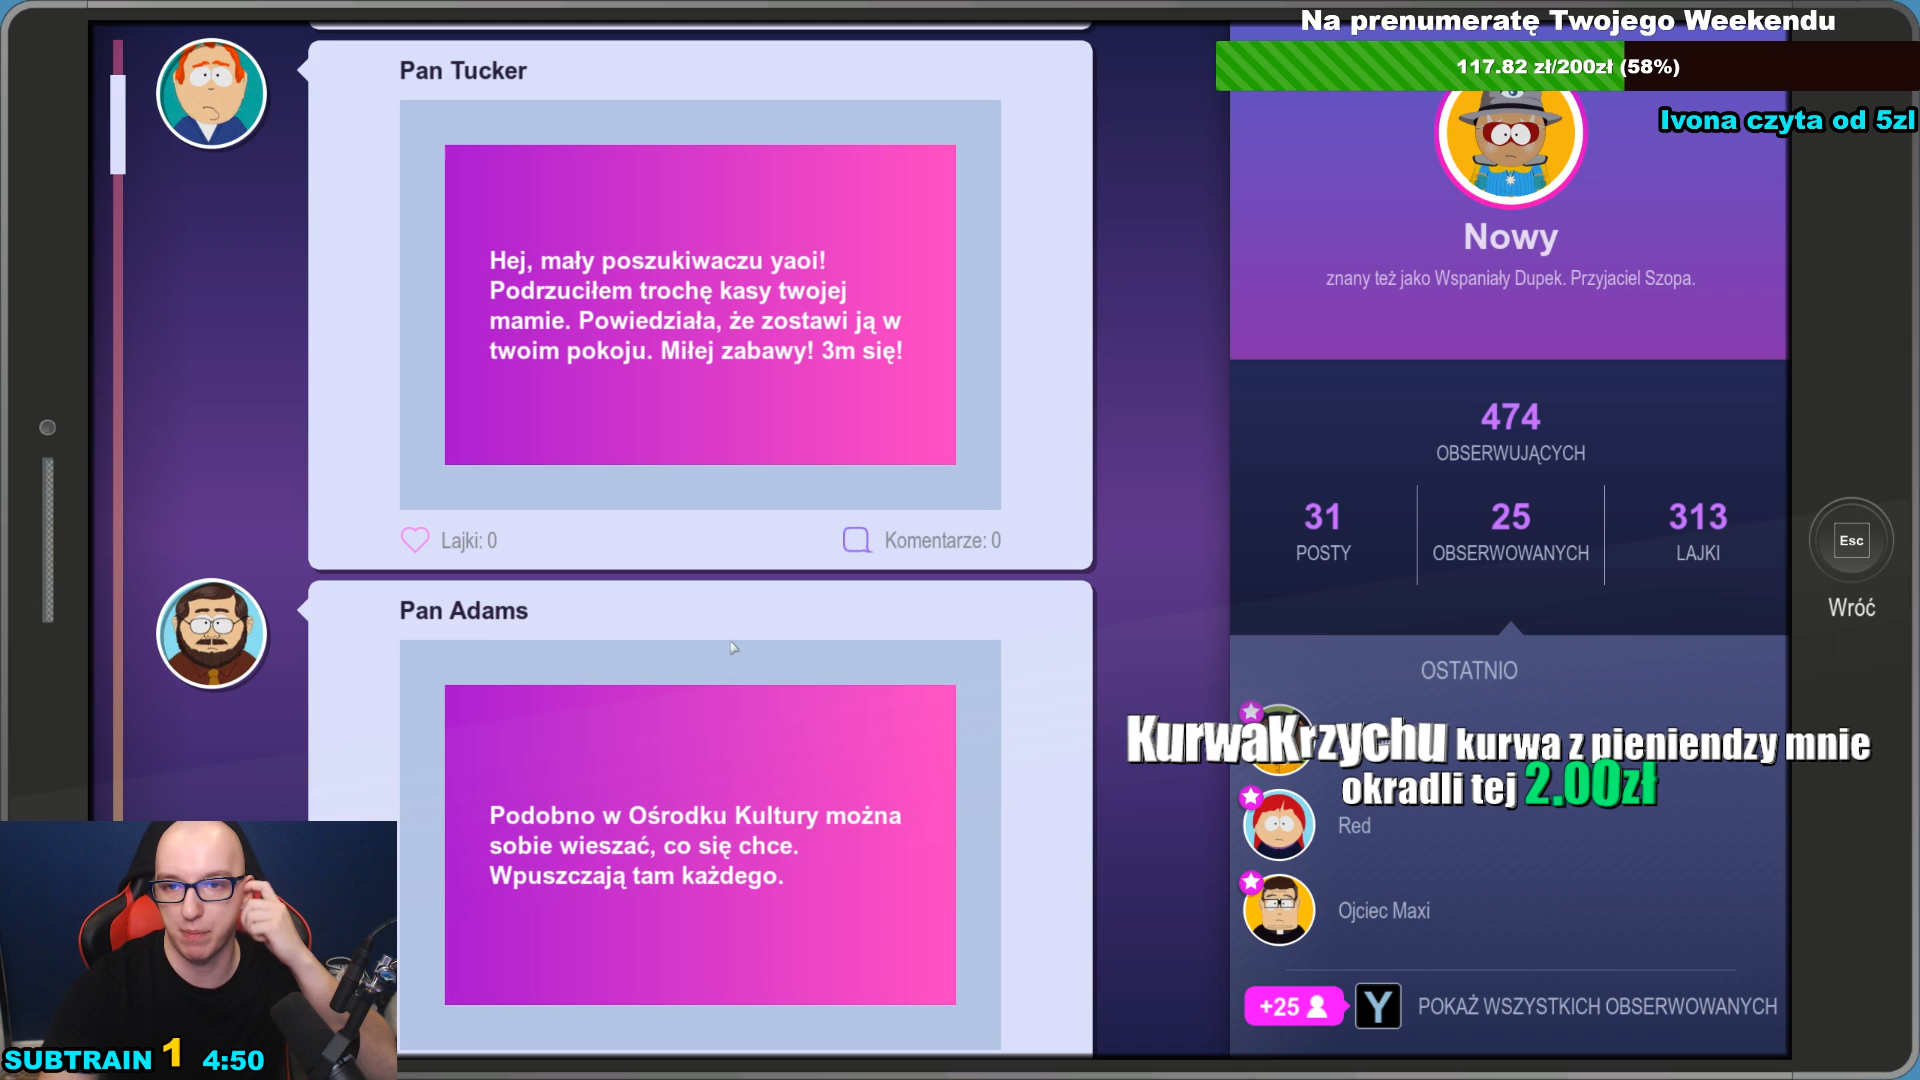 Na prenumeratę Twojego Weekendu
117.82 zł/200zł (58%)
Ivona czyta od 5zl
Pan Tucker
Hej, mały poszukiwaczu yaoi!
Podrzuciłem trochę kasy twojej
mamie. Powiedziała, że zostawi ją w
twoim pokoju. Miłej zabawy! 3m się!
Lajki: 0
Komentarze: 0
Pan Adams
Podobno w Ośrodku Kultury można
sobie wieszać, co się chce.
Wpuszczają tam każdego.
Nowy
znany też jako Wspaniały Dupek. Przyjaciel Szopa.
474
OBSERWUJĄCYCH
31
POSTY
25
OBSERWOWANYCH
313
LAJKI
OSTATNIO
KurwaKrzychu kurwa z pieniendzy mnie
okradli tej 2.00zł
Red
Ojciec Maxi
+25
Y
POKAŻ WSZYSTKICH OBSERWOWANYCH
Esc
Wróć
SUBTRAIN 1 4:50